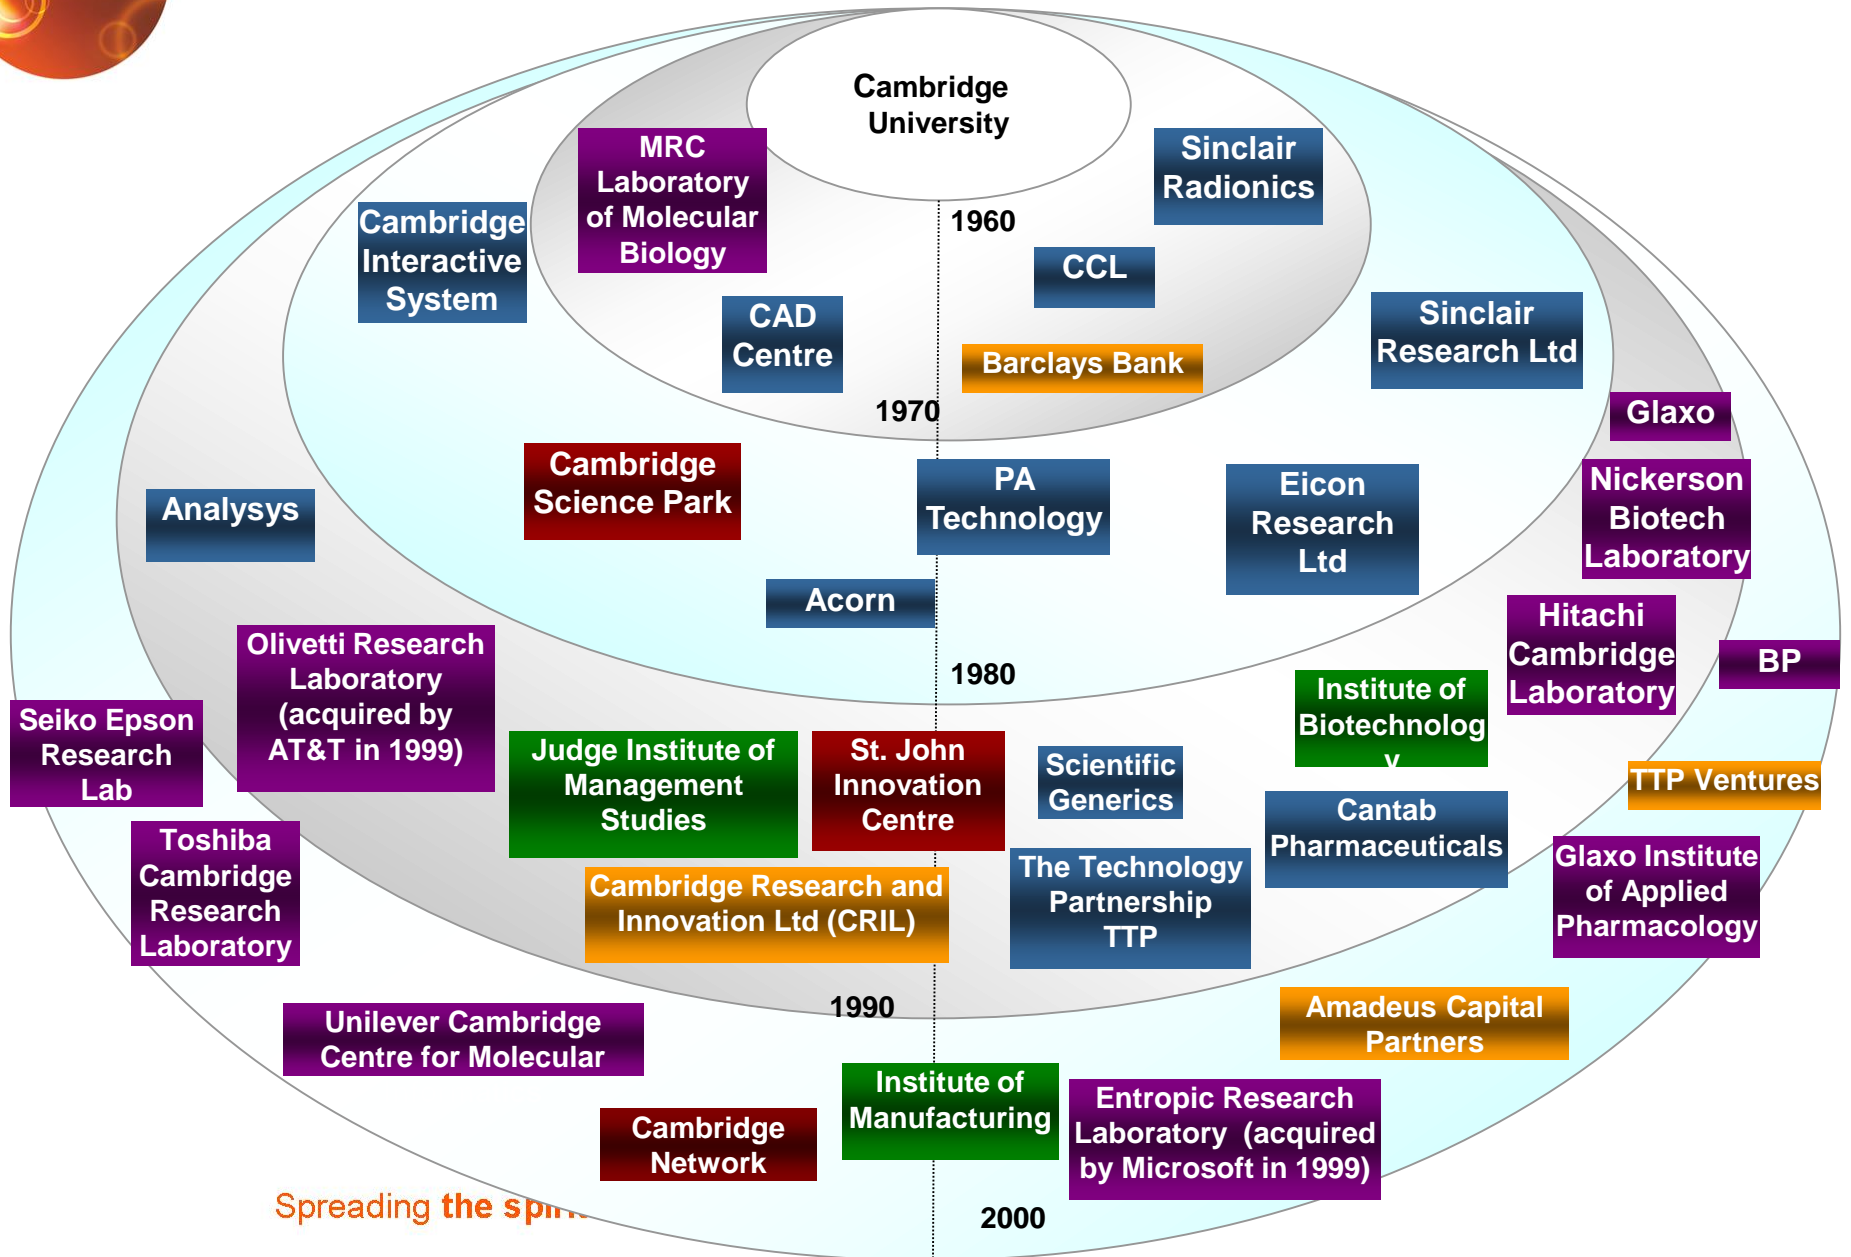 Cambridge
University
MRC
Laboratory
of Molecular
Biology
Sinclair
Radionics
Cambridge
Interactive
System
1960
CCL
CAD
Centre
Barclays Bank
Sinclair
Research Ltd
1970
Glaxo
Cambridge
Science Park
PA
Technology
Eicon
Research
Ltd
Nickerson
Biotech
Laboratory
Analysys
Acorn
Hitachi
Cambridge
Laboratory
Olivetti Research
Laboratory
(acquired by
AT&T in 1999)
1980
BP
Institute of
Biotechnolog
y
Seiko Epson
Research
Lab
Judge Institute of
Management
Studies
St. John
Innovation
Centre
Scientific
Generics
TTP Ventures
Cantab
Pharmaceuticals
Toshiba
Cambridge
Research
Laboratory
Cambridge Research and
Innovation Ltd (CRIL)
The Technology
Partnership
TTP
Glaxo Institute
of Applied
Pharmacology
1990
Unilever Cambridge
Centre for Molecular
Amadeus Capital
Partners
Institute of
Manufacturing
Entropic Research
Laboratory (acquired
by Microsoft in 1999)
Cambridge
Network
Spreading the
2000